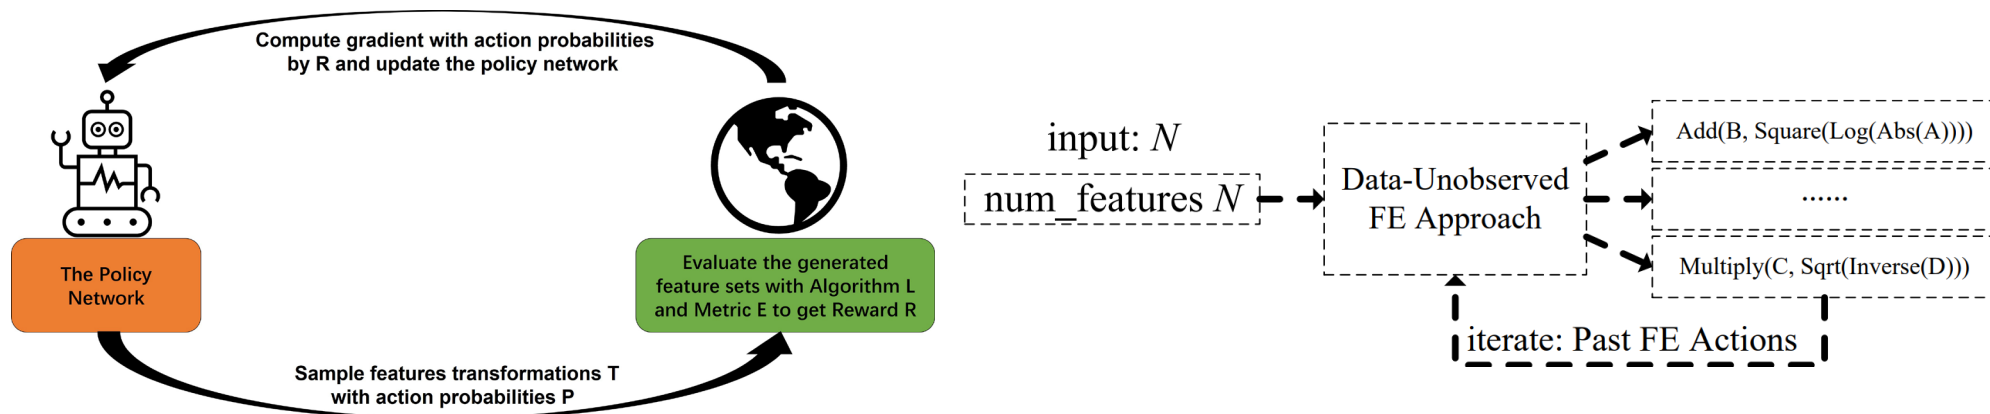 Compute gradient with action probabilities
by R and update the policy network
The Policy
Network
Evaluate the generated
feature sets with Algorithm L
and Metric E to get Reward R
Sample features transformations T
with action probabilities P
input: N
num_features N
Data-Unobserved
FE Approach
Add(B, Square(Log(Abs(A))))
......
Multiply(C, Sqrt(Inverse(D)))
iterate: Past FE Actions